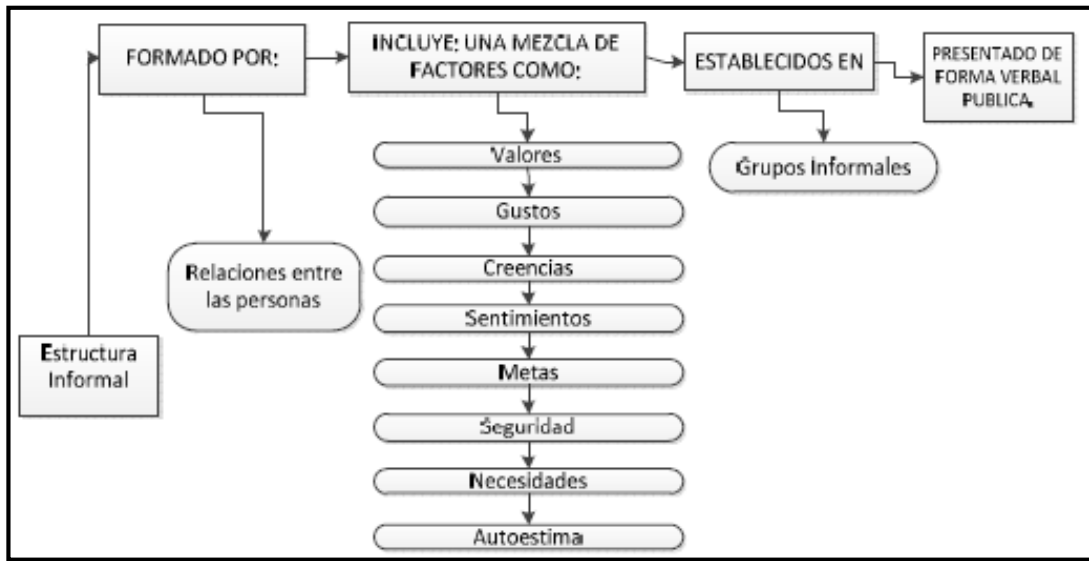 FORMADO POR:
INCLUYE: UNA MEZCLA DE
FACTORES COMO:
ESTABLECIDOS EN
PRESENTADO DE
FORMA VERBAL
PUBLICA.
Valores
Grupos Informales
Gustos
Relaciones entre
las personas
Creencias
Sentimientos
Estructura
Informal
Metas
Seguridad
Necesidades
Autoestima